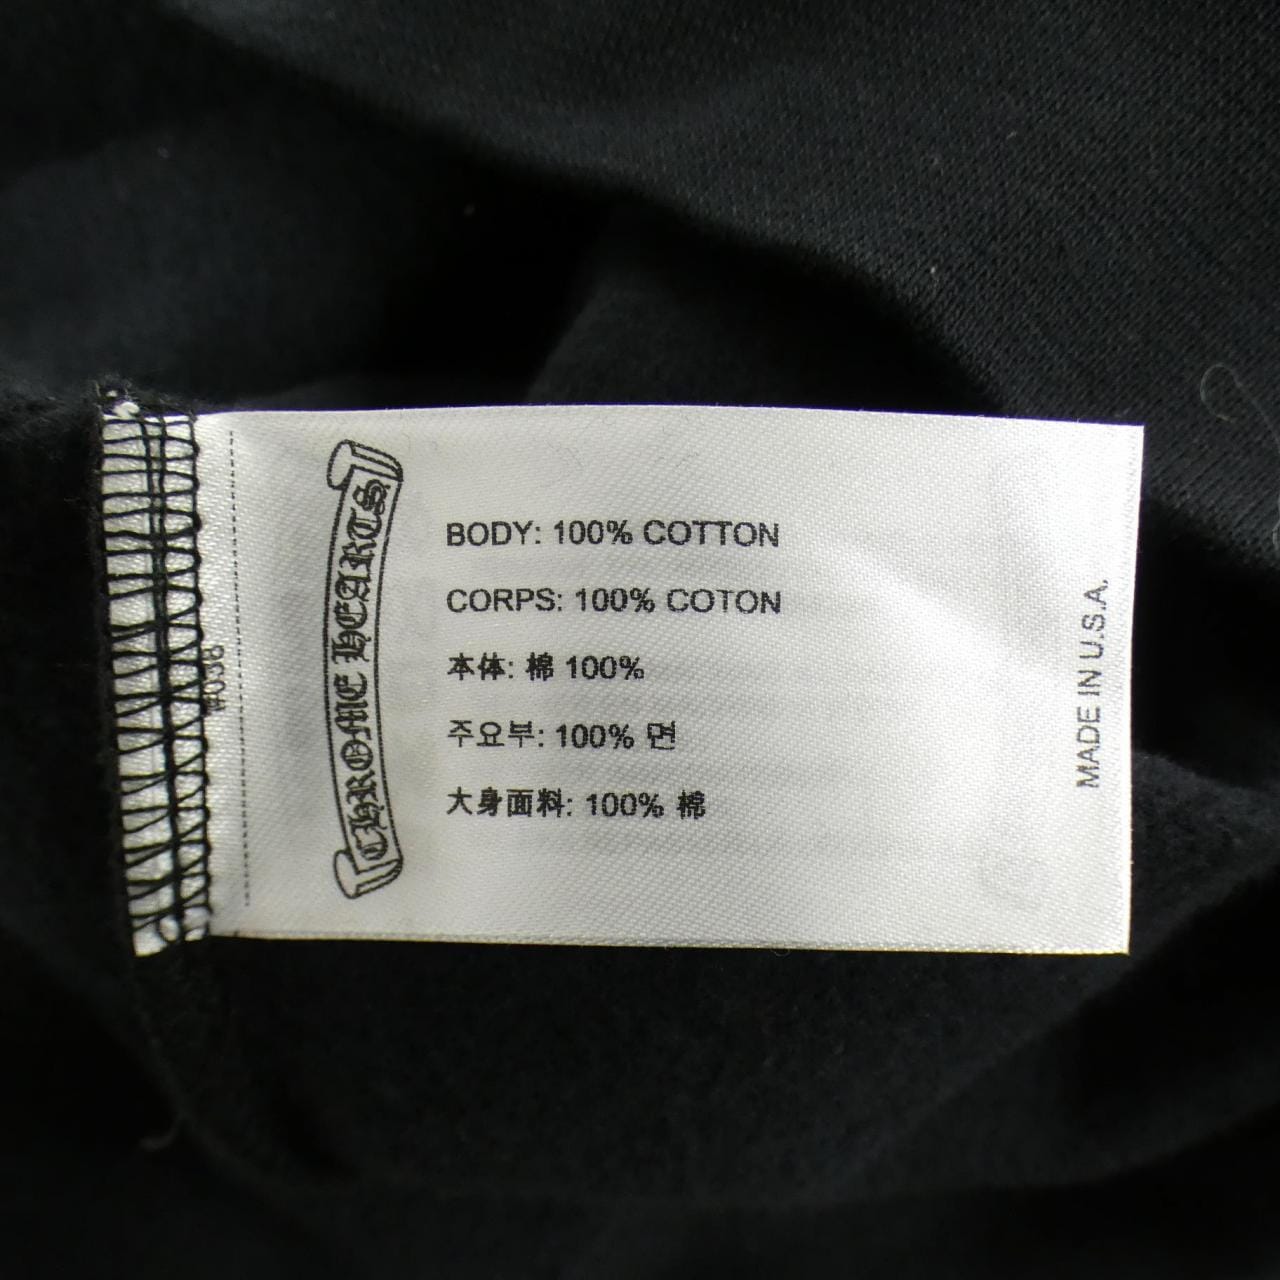 CHROME HEARTS
BODY: 100% COTTON
CORPS: 100% COTON
本体: 棉 100%
주요부: 100% 면
大身面料: 100% 棉
MADE IN U.S.A.